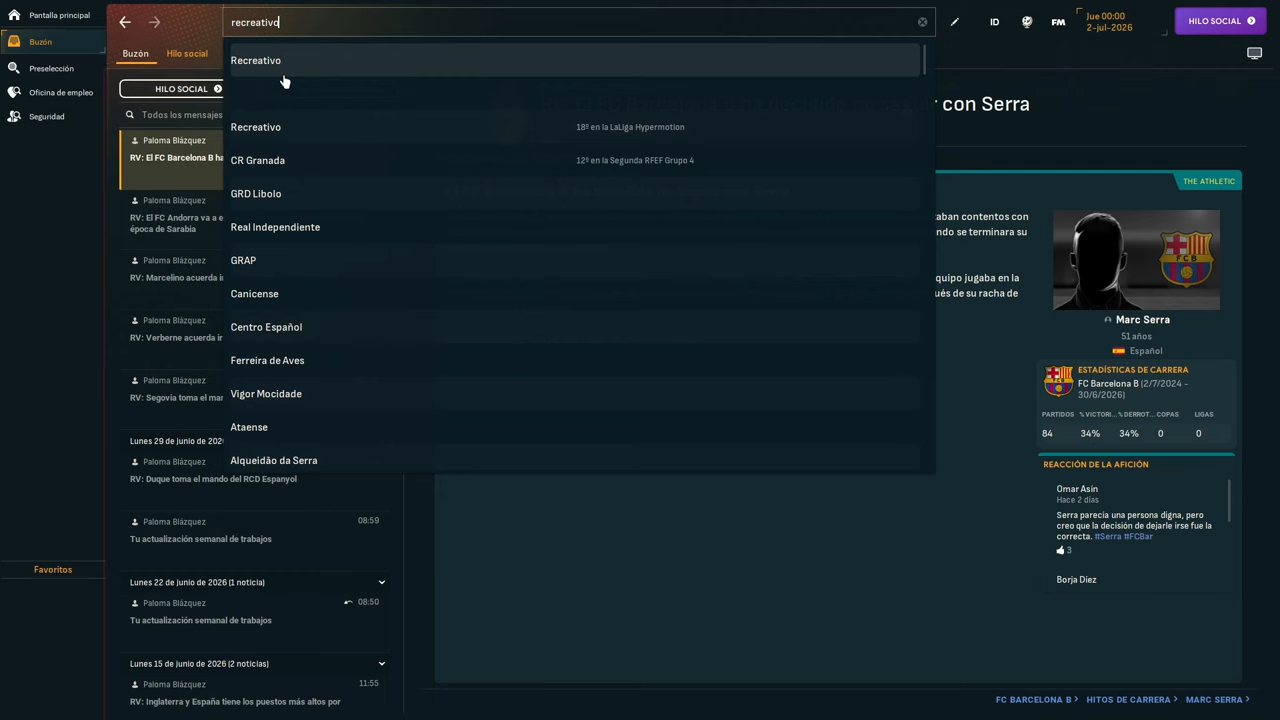 Pantalla principal
Buzón
Preselección
Oficina de empleo
Seguridad
Favoritos
recreativo
ID
FM
Jue 00:00
2-jul-2026
HILO SOCIAL
Buzón
Hilo social
HILO SOCIAL
Todos los mensajes
Paloma Blázquez
RV: El FC Barcelona B ha
Paloma Blázquez
RV: El FC Andorra va a e
época de Sarabia
Paloma Blázquez
RV: Marcelino acuerda i
Paloma Blázquez
RV: Verberne acuerda ir
Paloma Blázquez
RV: Segovia toma el man
Lunes 29 de junio de 2026
Paloma Blázquez
RV: Duque toma el mando del RCD Espanyol
Paloma Blázquez 08:59
Tu actualización semanal de trabajos
Lunes 22 de junio de 2026 (1 noticia)
Paloma Blázquez 08:50
Tu actualización semanal de trabajos
Lunes 15 de junio de 2026 (2 noticias)
Paloma Blázquez 11:55
RV: Inglaterra y España tiene los puestos más altos por
Recreativo
Recreativo 18º en la LaLiga Hypermotion
CR Granada 12º en la Segunda RFEF Grupo 4
GRD Libolo
Real Independiente
GRAP
Canicense
Centro Español
Ferreira de Aves
Vigor Mocidade
Ataense
Alqueidão da Serra
r con Serra
THE ATHLETIC
taban contentos con
ndo se terminara su
quipo jugaba en la
ués de su racha de
Marc Serra
51 años
Español
ESTADÍSTICAS DE CARRERA
FC Barcelona B (2/7/2024 -
30/6/2026)
PARTIDOS % VICTORI... % DERROT... COPAS LIGAS
84 34% 34% 0 0
REACCIÓN DE LA AFICIÓN
Omar Asín
Hace 2 días
Serra parecía una persona digna, pero
creo que la decisión de dejarle irse fue la
correcta. #Serra #FCBar
3
Borja Díez
FC BARCELONA B
HITOS DE CARRERA
MARC SERRA